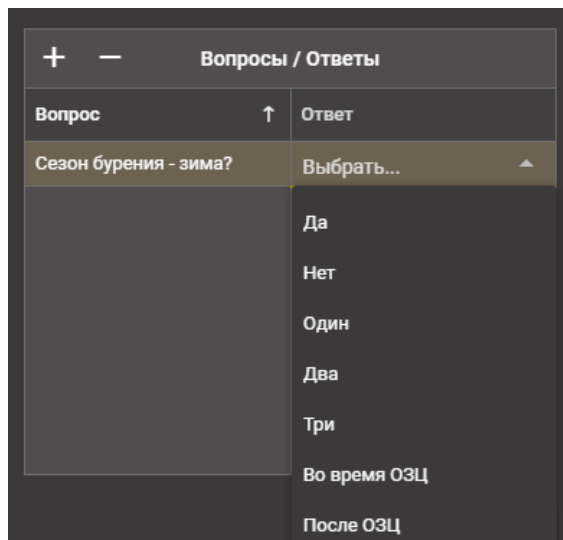 + − Вопросы / Ответы
Вопрос ↑ Ответ
Сезон бурения - зима? Выбрать...
Да
Нет
Один
Два
Три
Во время ОЗЦ
После ОЗЦ